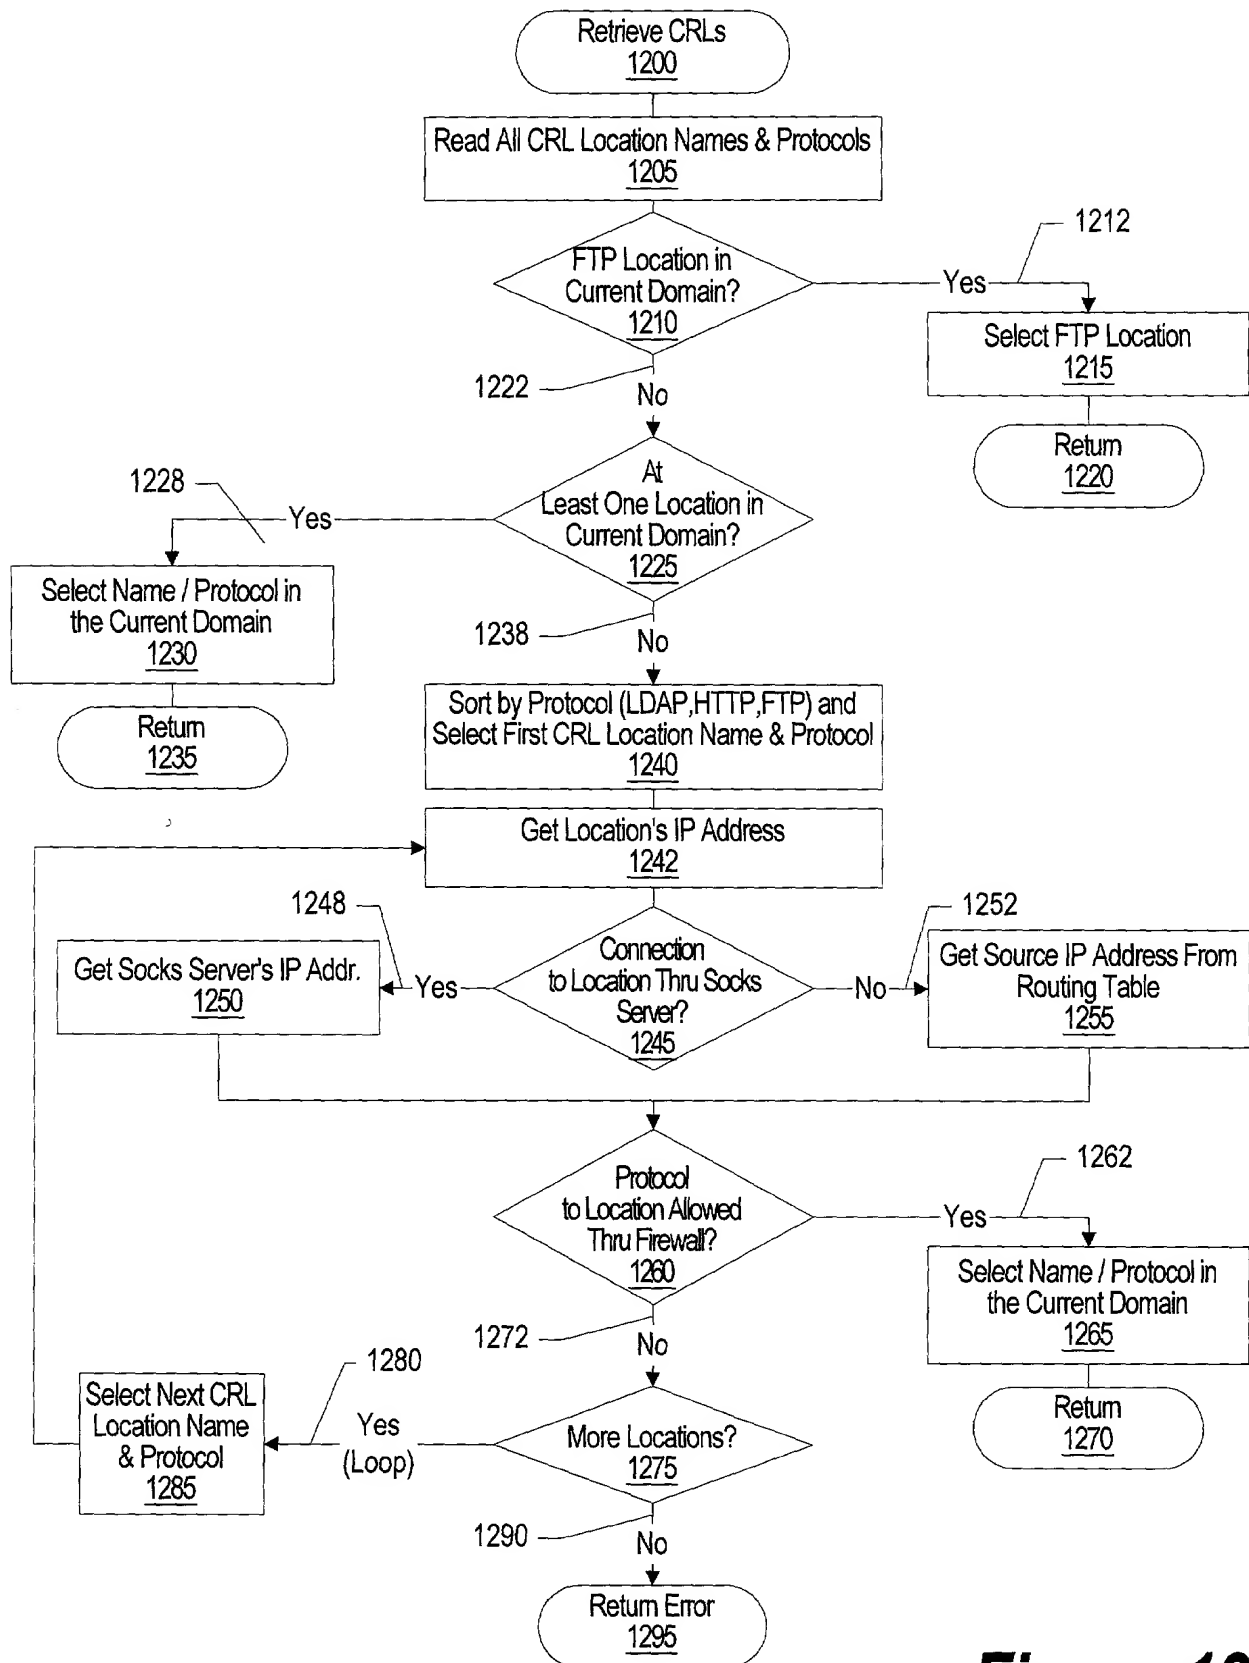 Retrieve CRLs
1200
Read All CRL Location Names & Protocols
1205
FTP Location in
Current Domain?
1210
1212
Yes
Select FTP Location
1215
Return
1220
1222
No
At
Least One Location in
Current Domain?
1225
1228
Yes
Select Name / Protocol in
the Current Domain
1230
Return
1235
1238
No
Sort by Protocol (LDAP,HTTP,FTP) and
Select First CRL Location Name & Protocol
1240
Get Location's IP Address
1242
1248
1252
Connection
to Location Thru Socks
Server?
1245
Yes
Get Socks Server's IP Addr.
1250
No
Get Source IP Address From
Routing Table
1255
Protocol
to Location Allowed
Thru Firewall?
1260
1262
Yes
Select Name / Protocol in
the Current Domain
1265
Return
1270
1272
No
More Locations?
1275
1280
Yes
(Loop)
Select Next CRL
Location Name
& Protocol
1285
1290
No
Return Error
1295